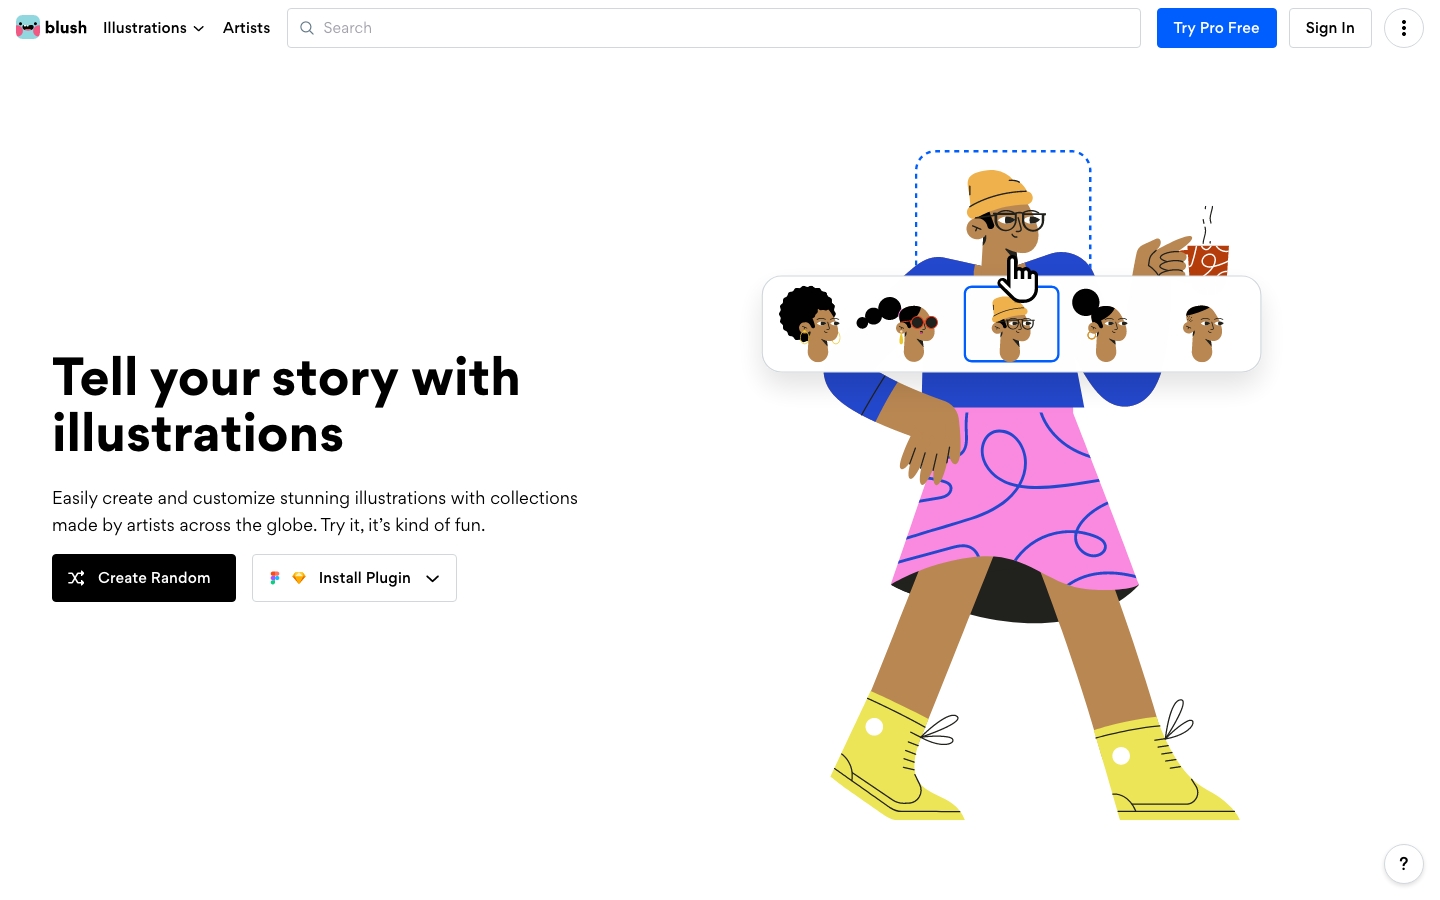 blush
Illustrations
Artists
Search
Try Pro Free
Sign In
Tell your story with
illustrations
Easily create and customize stunning illustrations with collections
made by artists across the globe. Try it, it’s kind of fun.
Create Random
Install Plugin
?